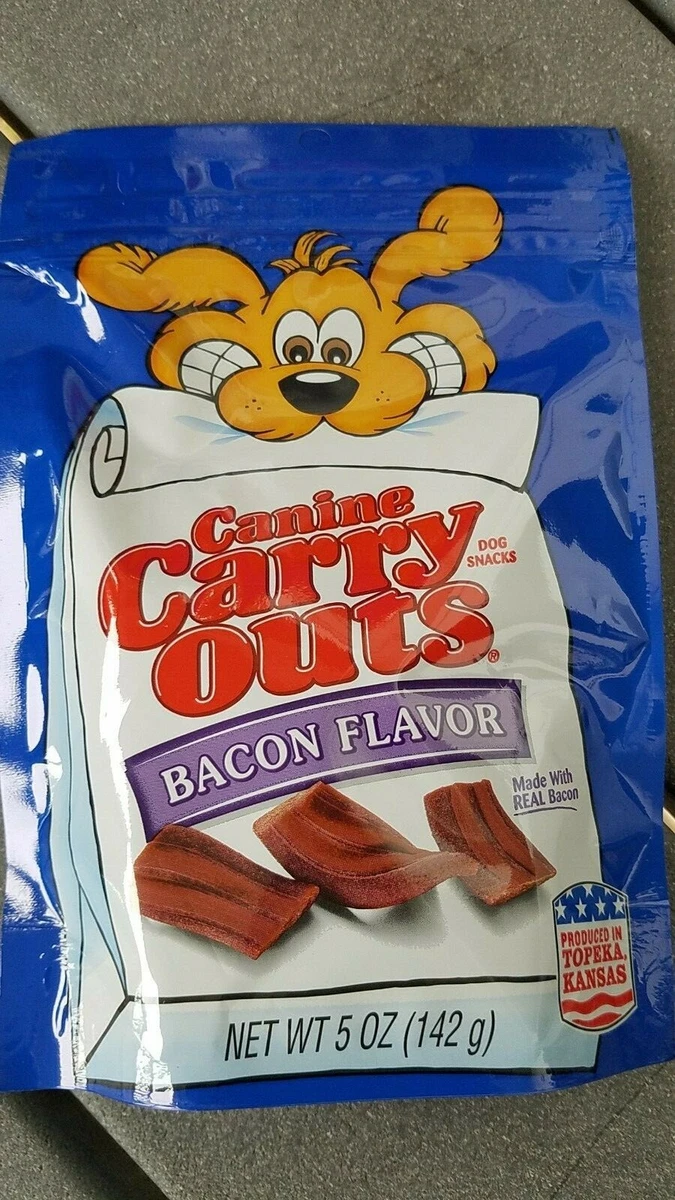 Canine
Carry
Outs®
DOG
SNACKS
BACON FLAVOR
Made With
REAL Bacon
PRODUCED IN
TOPEKA,
KANSAS
NET WT 5 OZ (142 g)